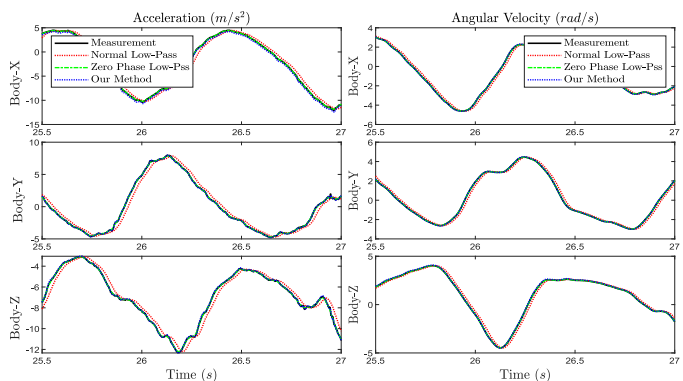 Acceleration (m/s²)
Angular Velocity (rad/s)
Body-X
5
0
-5
-10
-15
Measurement
Normal Low-Pass
Zero Phase Low-Pss
Our Method
25.5
26
26.5
27
Body-X
4
2
0
-2
-4
-6
Measurement
Normal Low-Pass
Zero Phase Low-Pss
Our Method
25.5
26
26.5
27
Body-Y
10
5
0
-5
25.5
26
26.5
27
Body-Y
6
4
2
0
-2
-4
25.5
26
26.5
27
Body-Z
-4
-6
-8
-10
-12
25.5
26
26.5
27
Time (s)
Body-Z
5
0
-5
25.5
26
26.5
27
Time (s)